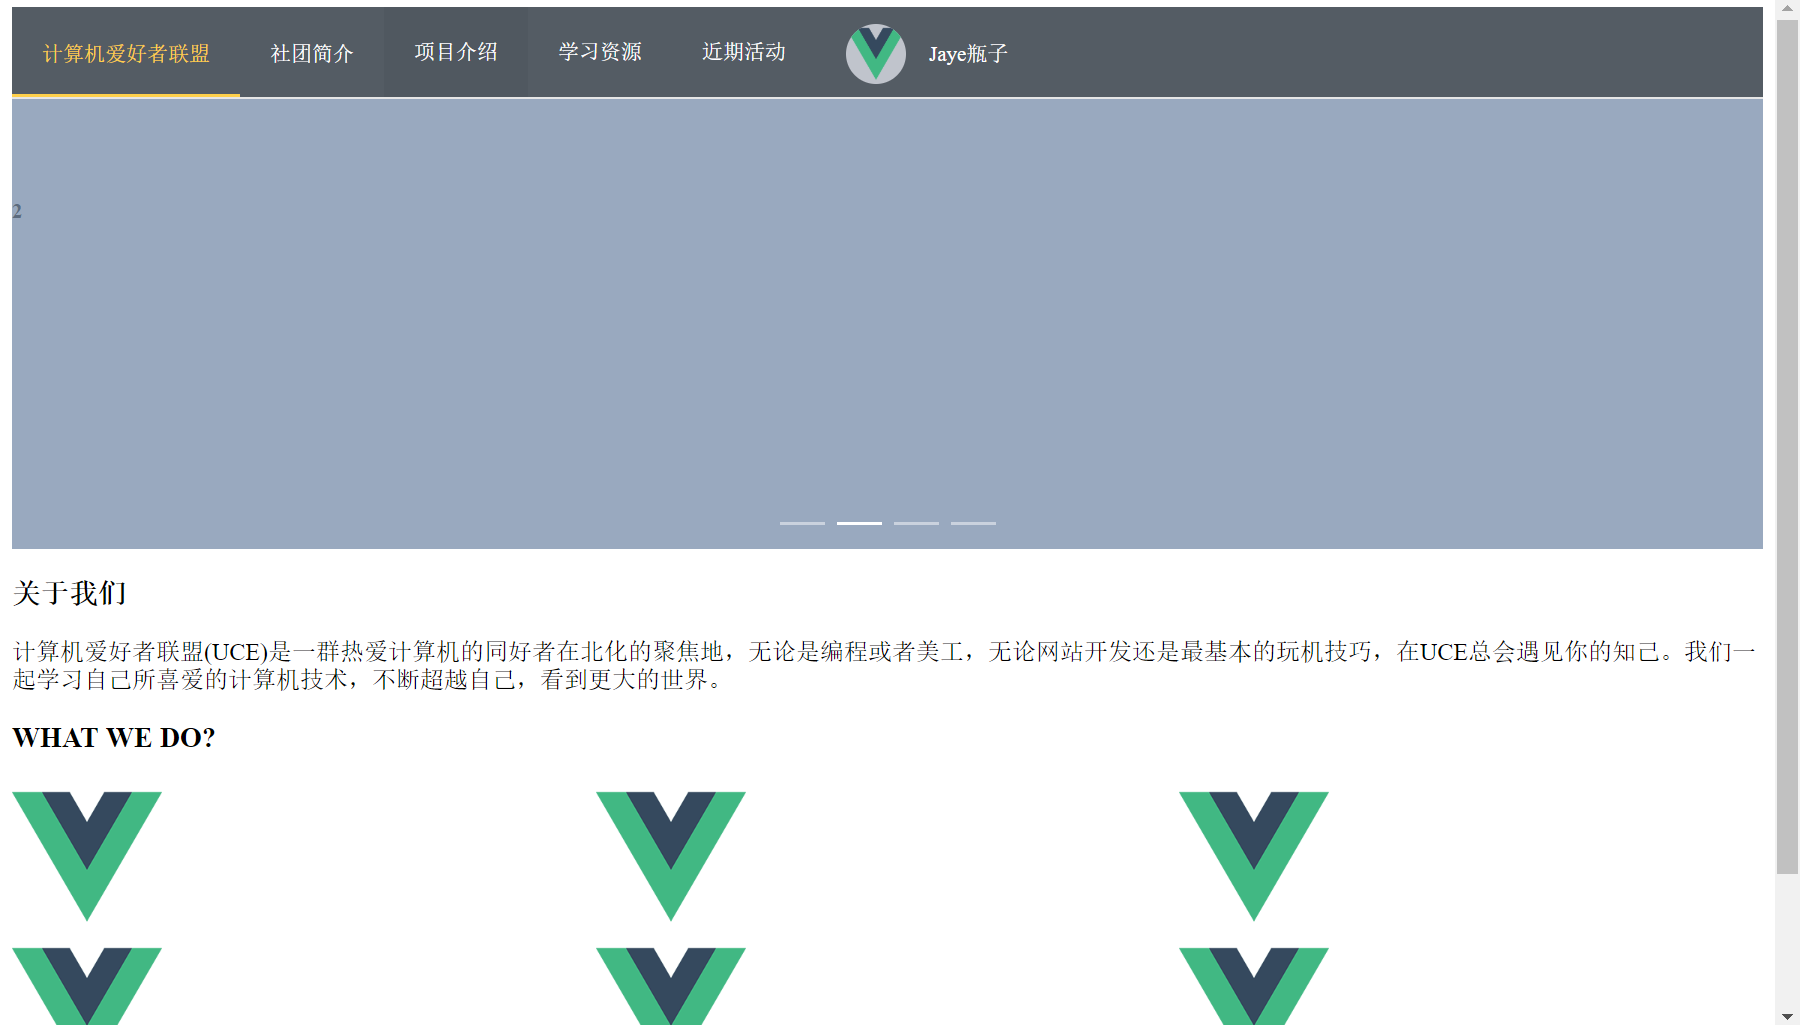 计算机爱好者联盟 社团简介 项目介绍 学习资源 近期活动 Jaye瓶子
2
关于我们
计算机爱好者联盟(UCE)是一群热爱计算机的同好者在北化的聚焦地，无论是编程或者美工，无论网站开发还是最基本的玩机技巧，在UCE总会遇见你的知己。我们一
起学习自己所喜爱的计算机技术，不断超越自己，看到更大的世界。
WHAT WE DO?